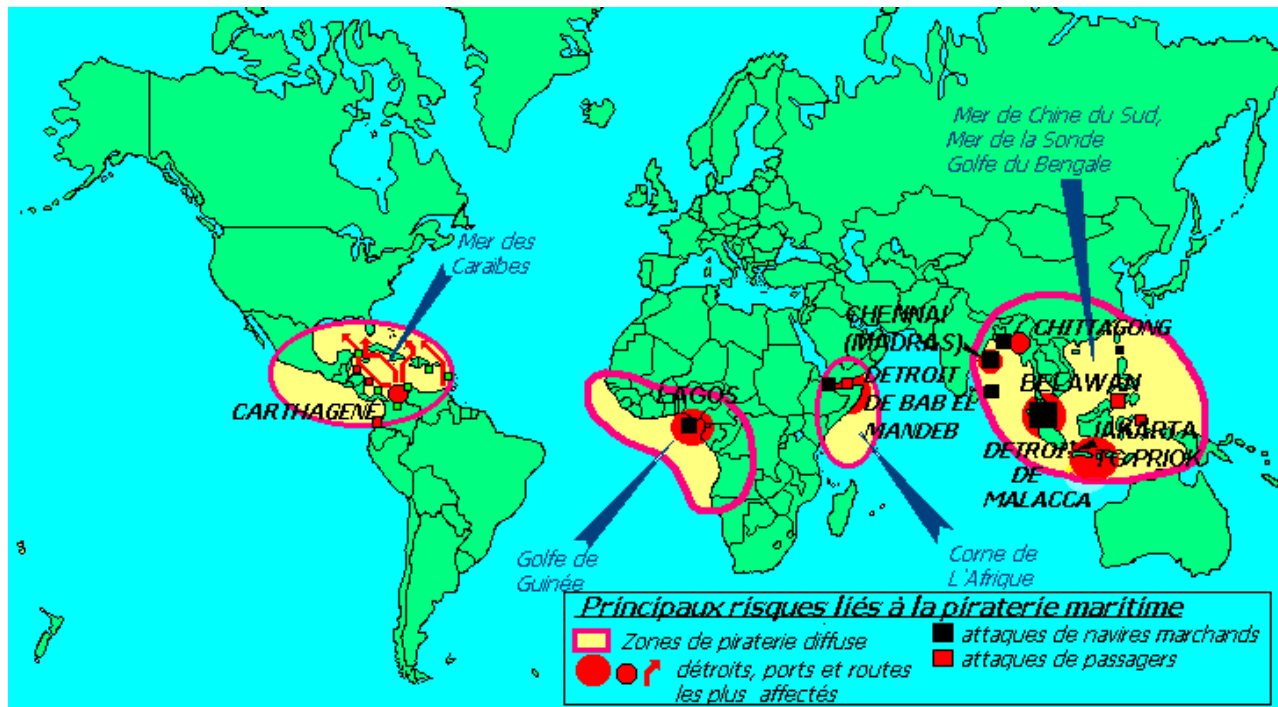 Mer de Chine du Sud,
Mer de la Sonde
Golfe du Bengale
Mer des
Caraibes
CHENNAI
(MADRAS)
CHITTAGONG
DETROIT
DE BAB EL
MANDEB
BELAWAN
LAGOS
CARTHAGENE
JAKARTA
TG PRIOK
DETROIT
DE
MALACCA
Golfe de
Guinée
Corne de
L'Afrique
Principaux risques liés à la piraterie maritime
Zones de piraterie diffuse
détroits, ports et routes
les plus affectés
attaques de navires marchands
attaques de passagers